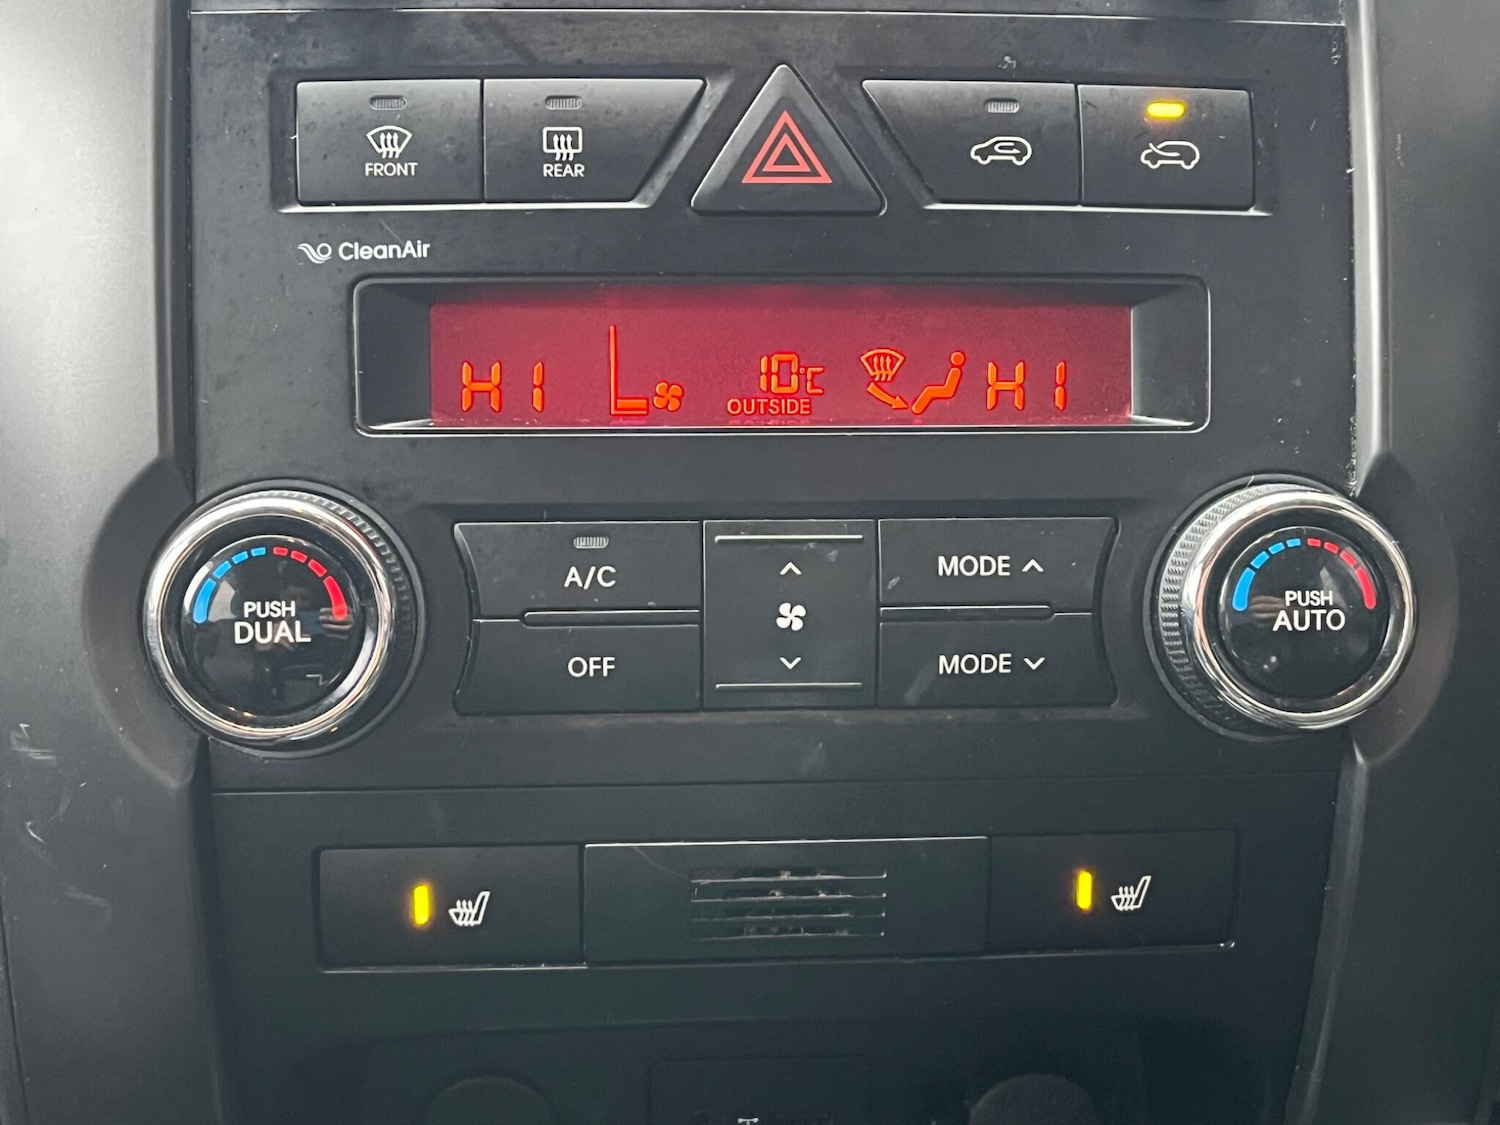 FRONT
REAR
CleanAir
HI
10°C
OUTSIDE
HI
PUSH
DUAL
A/C
OFF
MODE
MODE
PUSH
AUTO